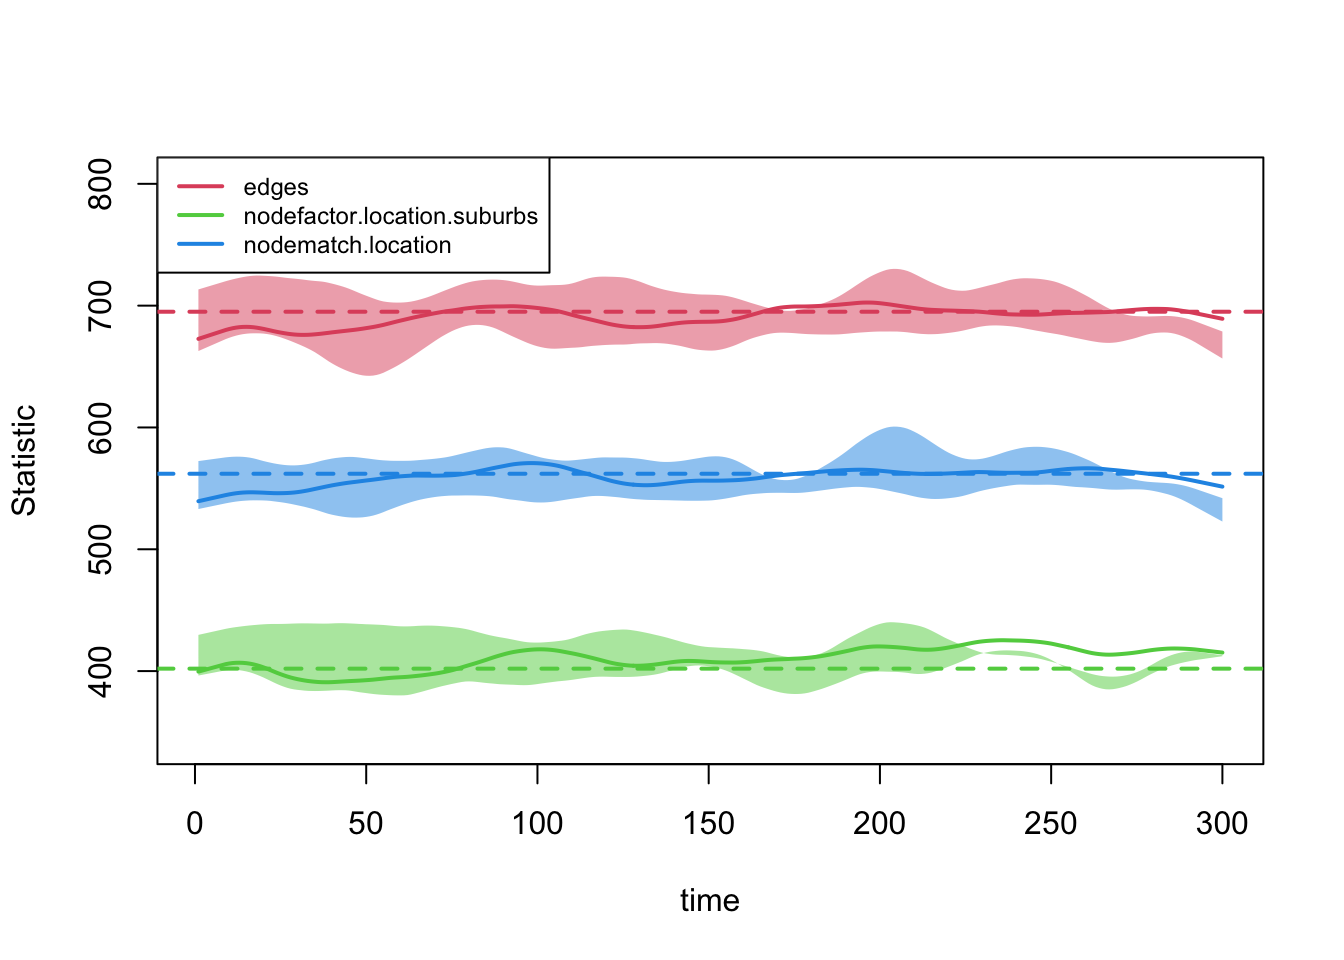 edges
nodefactor.location.suburbs
nodematch.location
800
700
600
500
400
Statistic
0 50 100 150 200 250 300
time